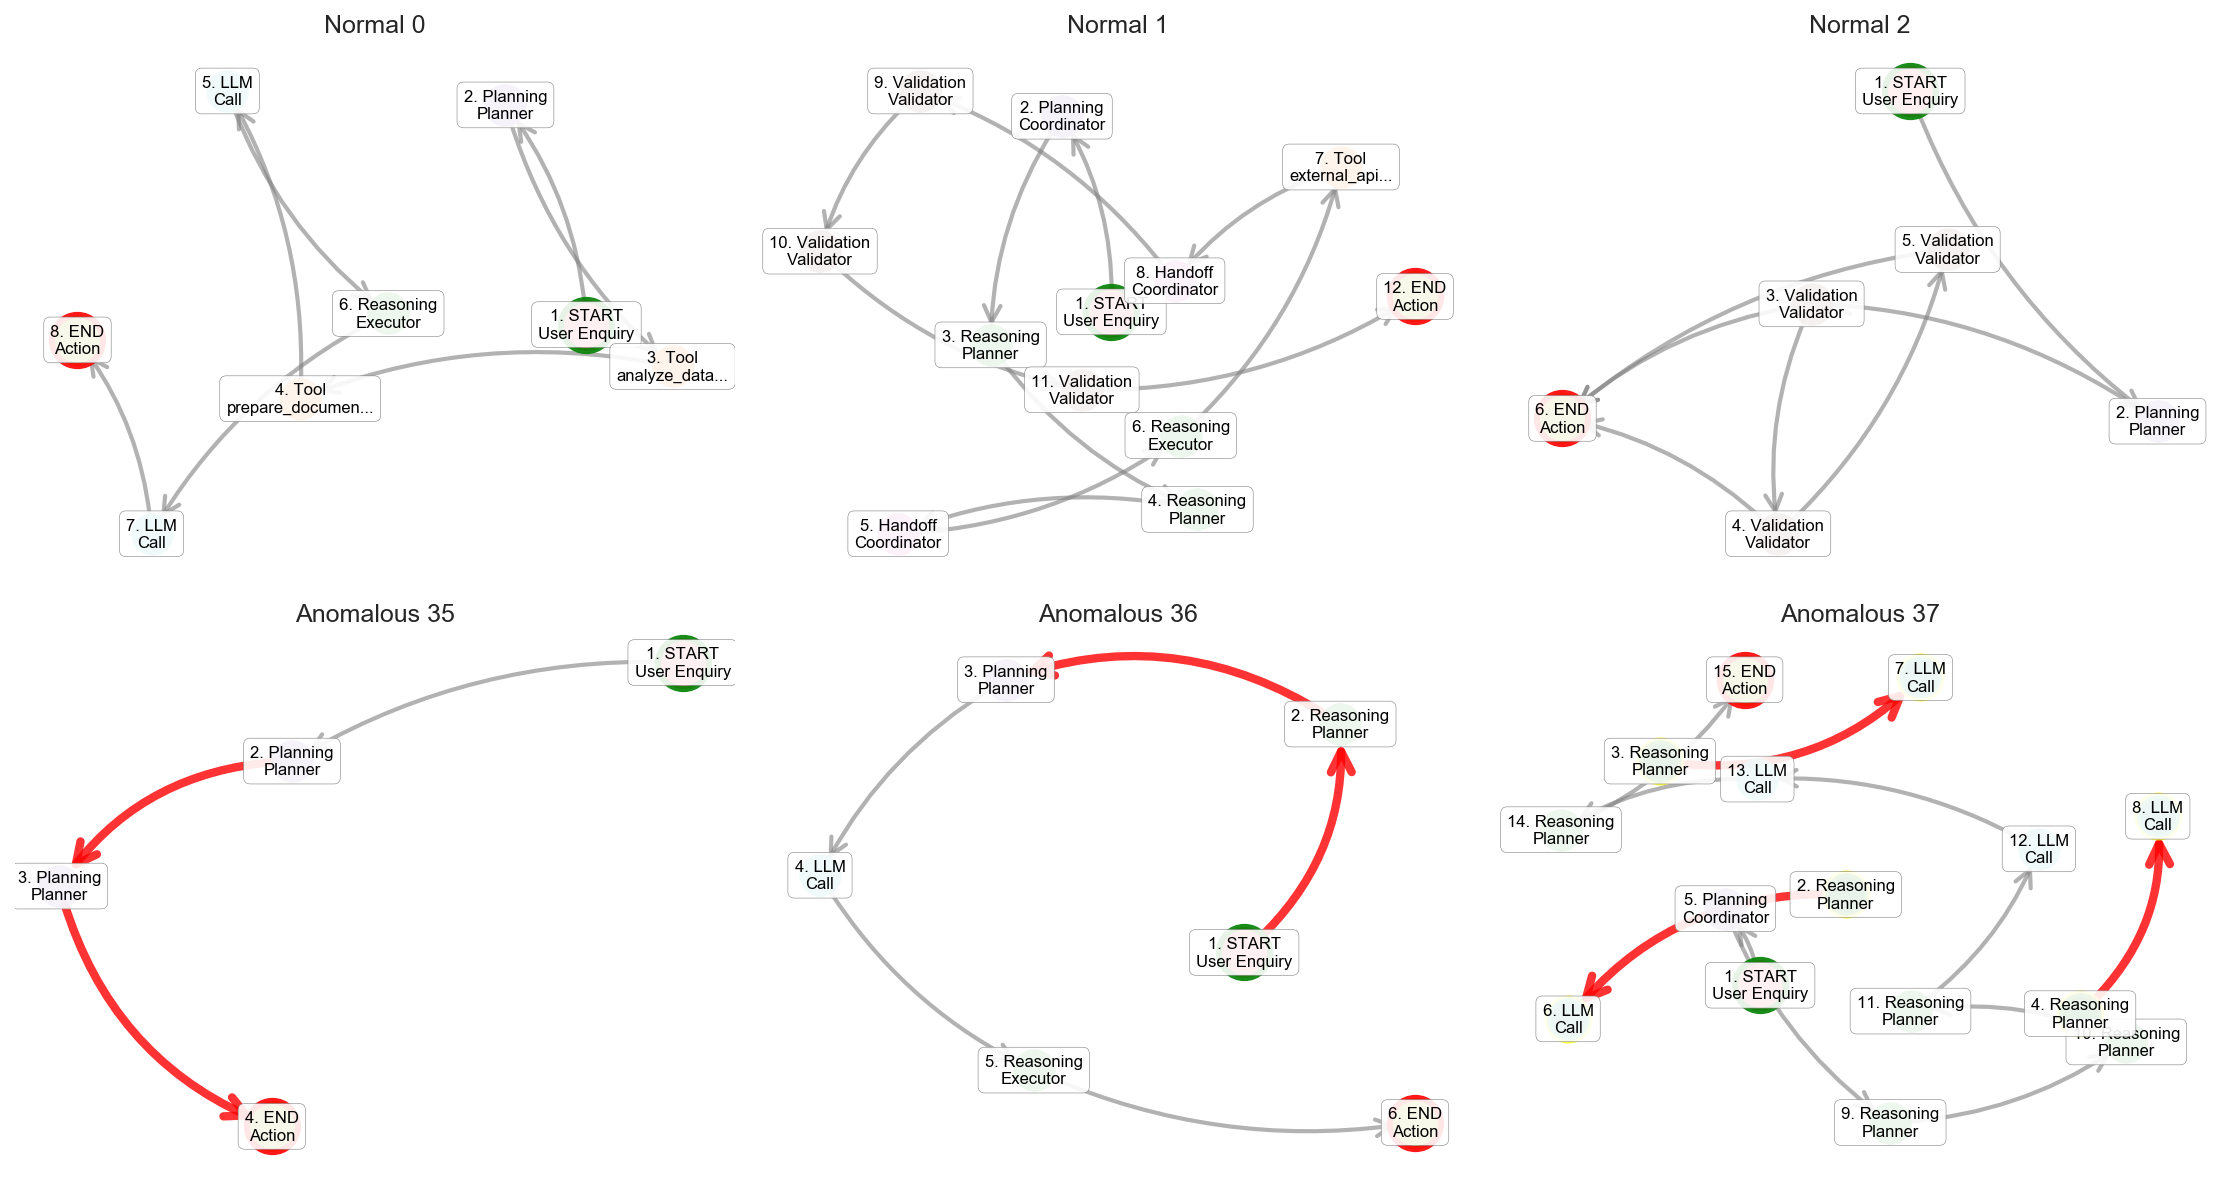 Normal 0
5. LLM
Call
2. Planning
Planner
6. Reasoning
Executor
1. START
User Enquiry
8. END
Action
3. Tool
analyze_data...
4. Tool
prepare_documen...
7. LLM
Call
Normal 1
9. Validation
Validator
2. Planning
Coordinator
7. Tool
external_api...
10. Validation
Validator
8. Handoff
Coordinator
1. START
User Enquiry
12. END
Action
3. Reasoning
Planner
11. Validation
Validator
6. Reasoning
Executor
4. Reasoning
Planner
5. Handoff
Coordinator
Normal 2
1. START
User Enquiry
5. Validation
Validator
3. Validation
Validator
6. END
Action
2. Planning
Planner
4. Validation
Validator
Anomalous 35
1. START
User Enquiry
2. Planning
Planner
3. Planning
Planner
4. END
Action
Anomalous 36
3. Planning
Planner
2. Reasoning
Planner
4. LLM
Call
1. START
User Enquiry
5. Reasoning
Executor
6. END
Action
Anomalous 37
15. END
Action
7. LLM
Call
3. Reasoning
Planner
13. LLM
Call
14. Reasoning
Planner
8. LLM
Call
12. LLM
Call
2. Reasoning
Planner
5. Planning
Coordinator
1. START
User Enquiry
6. LLM
Call
11. Reasoning
Planner
4. Reasoning
Planner
10. Reasoning
Planner
9. Reasoning
Planner